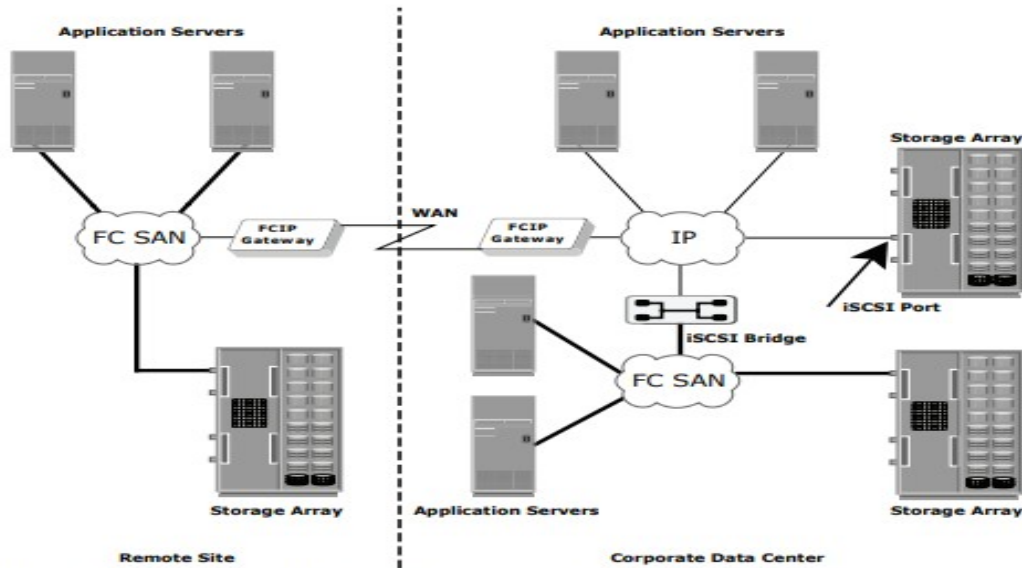 Application Servers
Application Servers
Storage Array
FC SAN
FCIP
Gateway
WAN
FCIP
Gateway
IP
iSCSI Port
iSCSI Bridge
FC SAN
Storage Array
Application Servers
Storage Array
Remote Site
Corporate Data Center